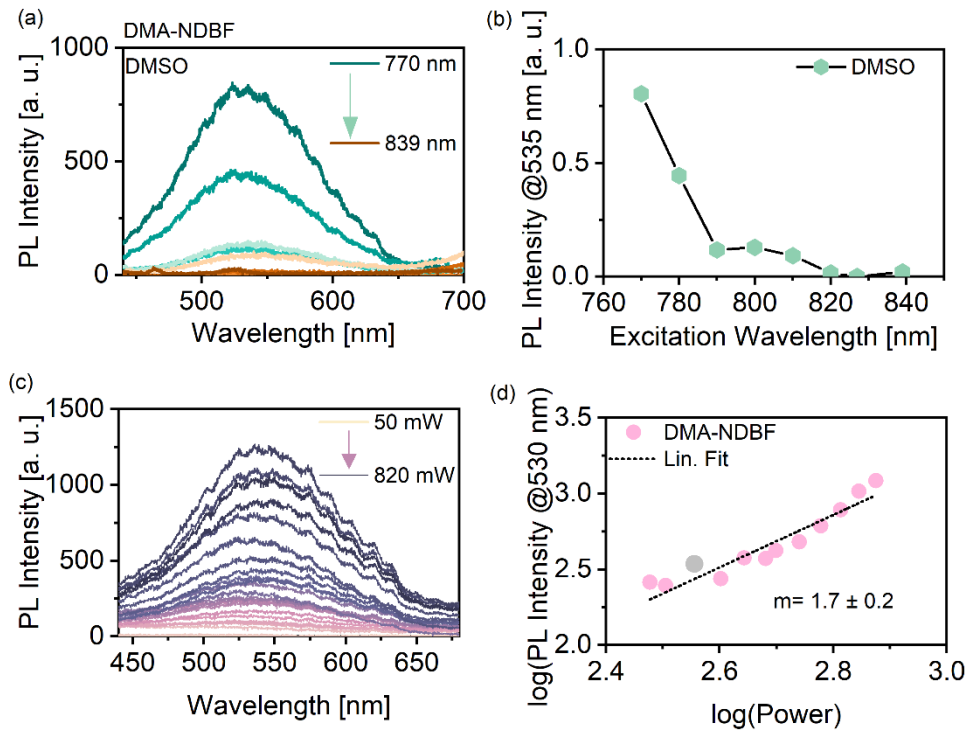 (a)
DMA-NDBF
DMSO
770 nm
839 nm
PL Intensity [a. u.]
1000
500
0
500
600
700
Wavelength [nm]
(b)
DMSO
PL Intensity @535 nm [a. u.]
1.0
0.5
0.0
760
780
800
820
840
Excitation Wavelength [nm]
(c)
50 mW
820 mW
PL Intensity [a. u.]
1500
1250
1000
750
500
250
0
450
500
550
600
650
Wavelength [nm]
(d)
DMA-NDBF
Lin. Fit
m= 1.7 ± 0.2
log(PL Intensity @530 nm)
3.5
3.0
2.5
2.0
2.4
2.6
2.8
3.0
log(Power)